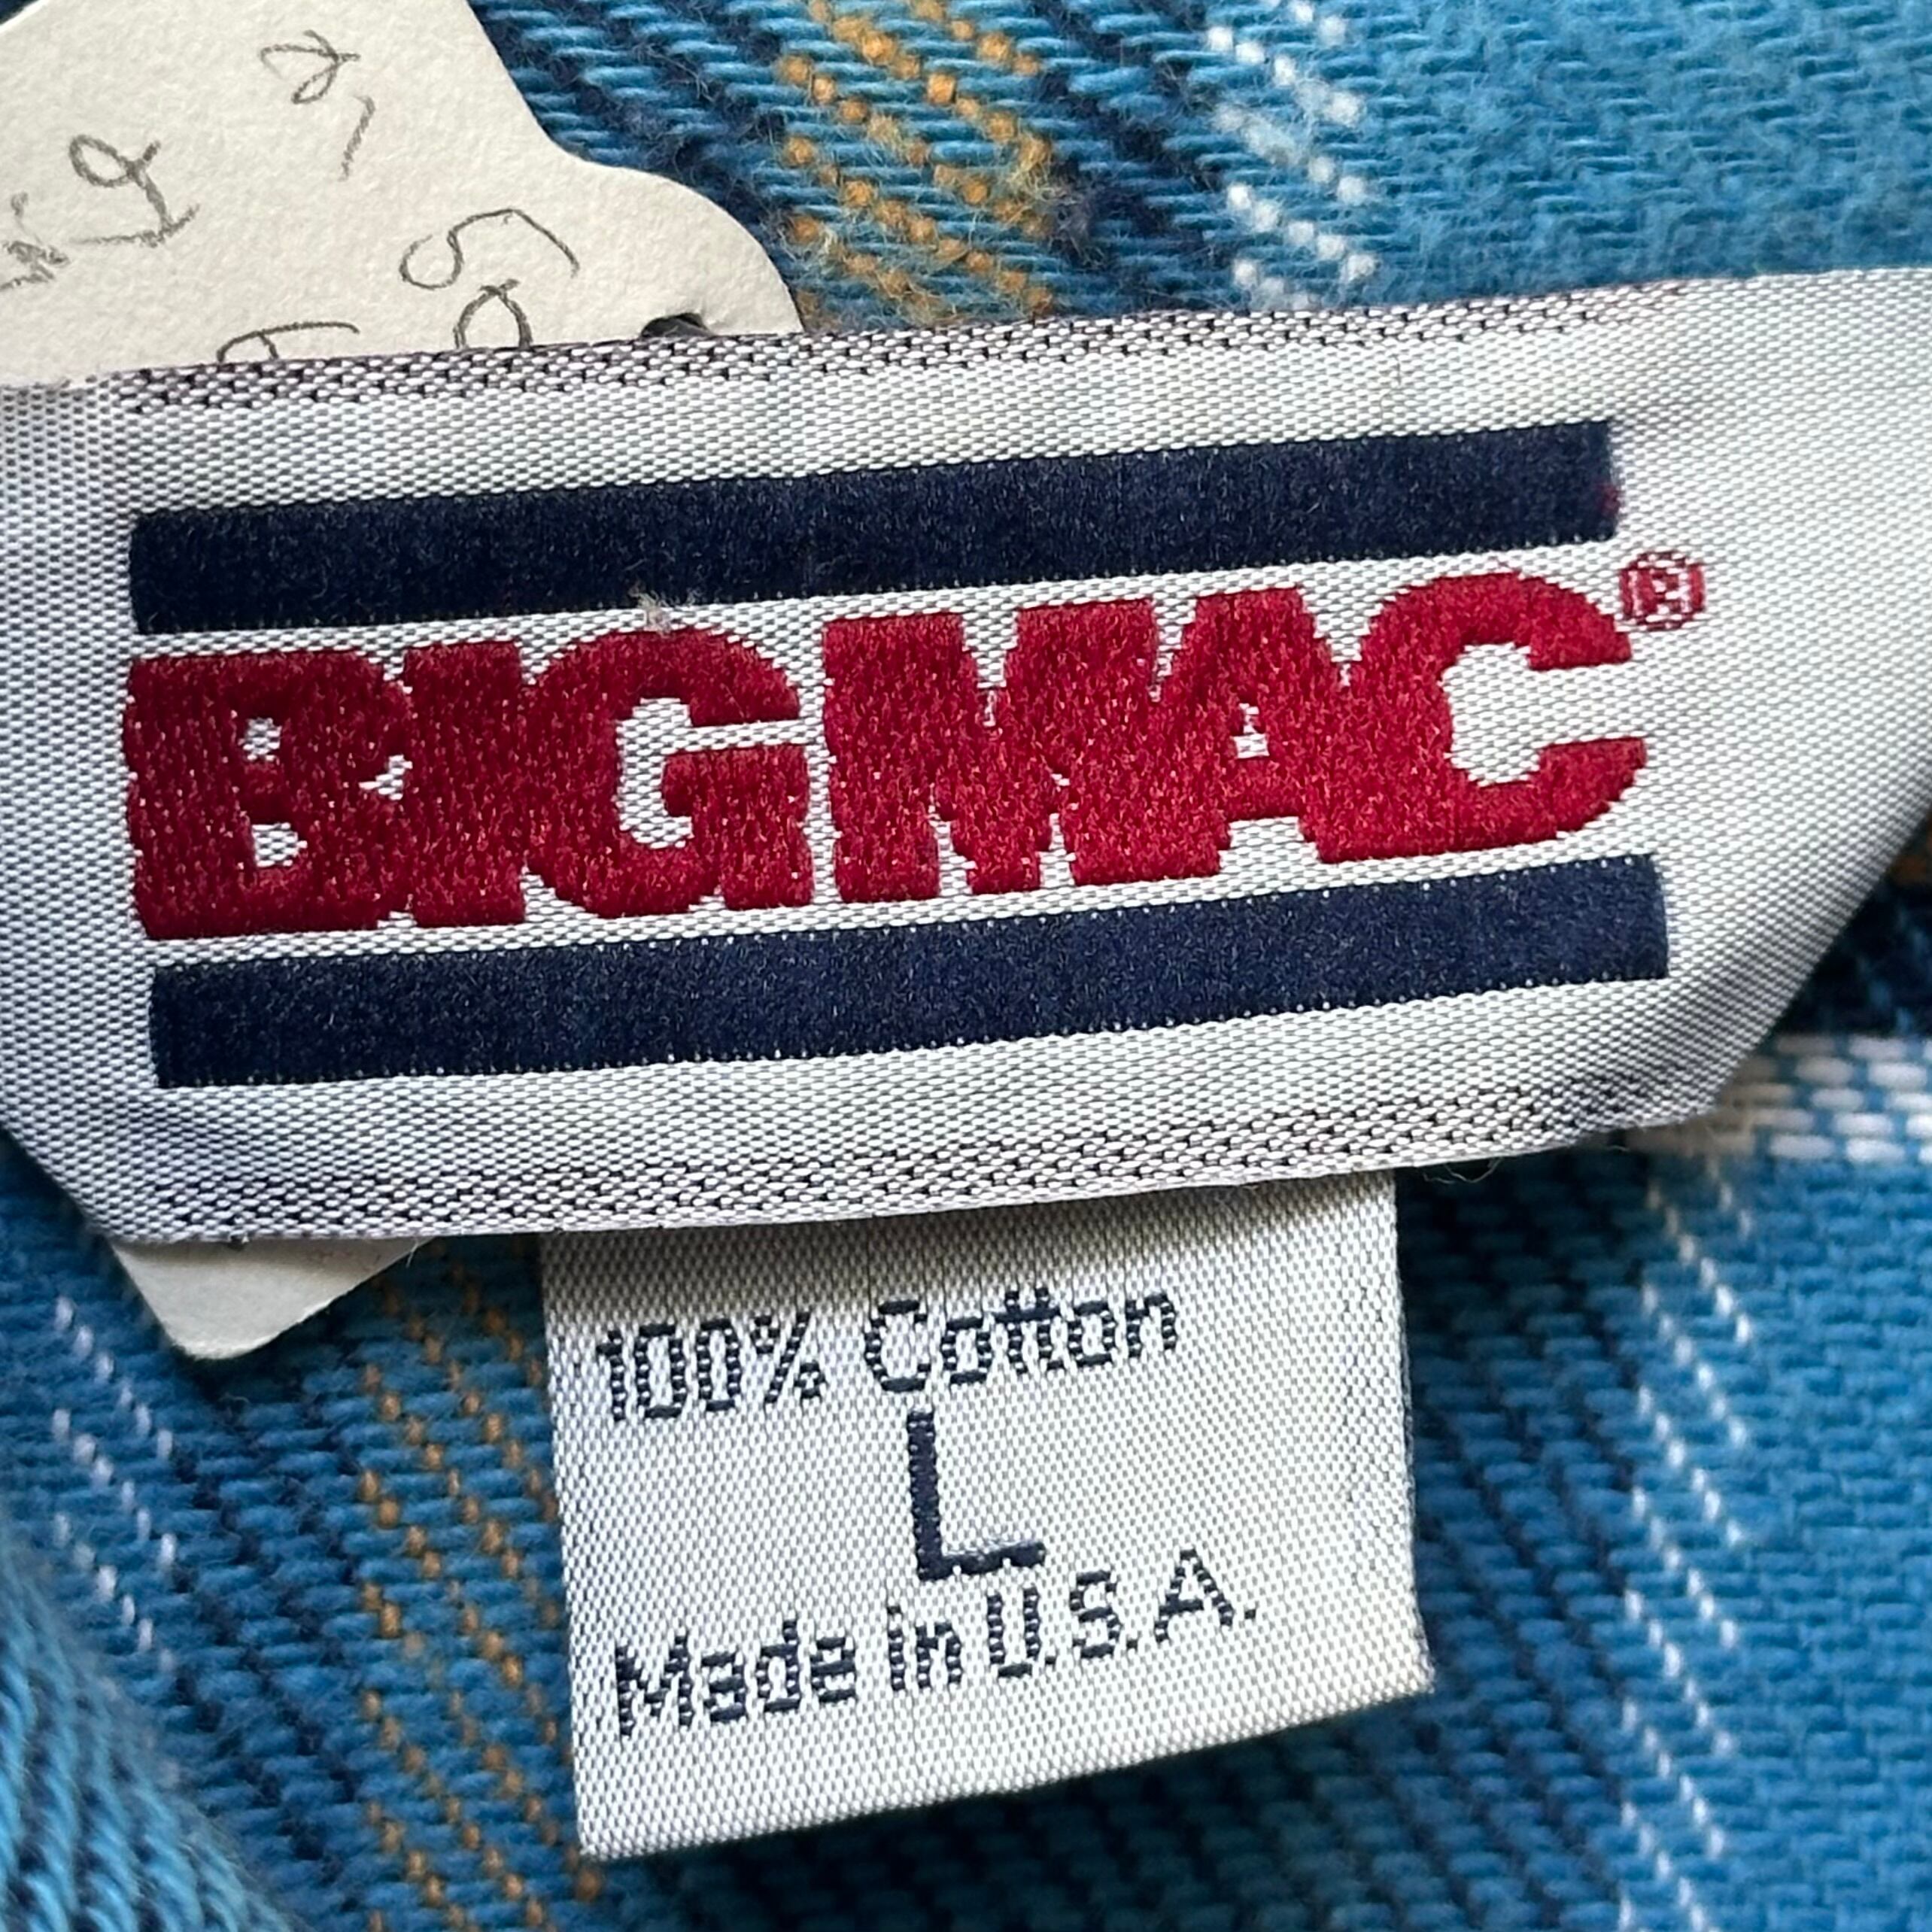 BIGMAC®
100% Cotton
L
Made in U.S.A.